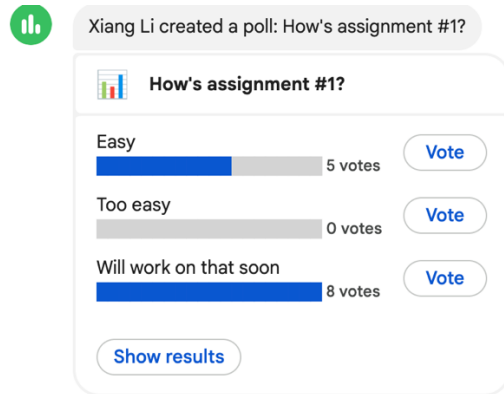 Xiang Li created a poll: How's assignment #1?
How's assignment #1?
Easy
5 votes
Vote
Too easy
0 votes
Vote
Will work on that soon
8 votes
Vote
Show results